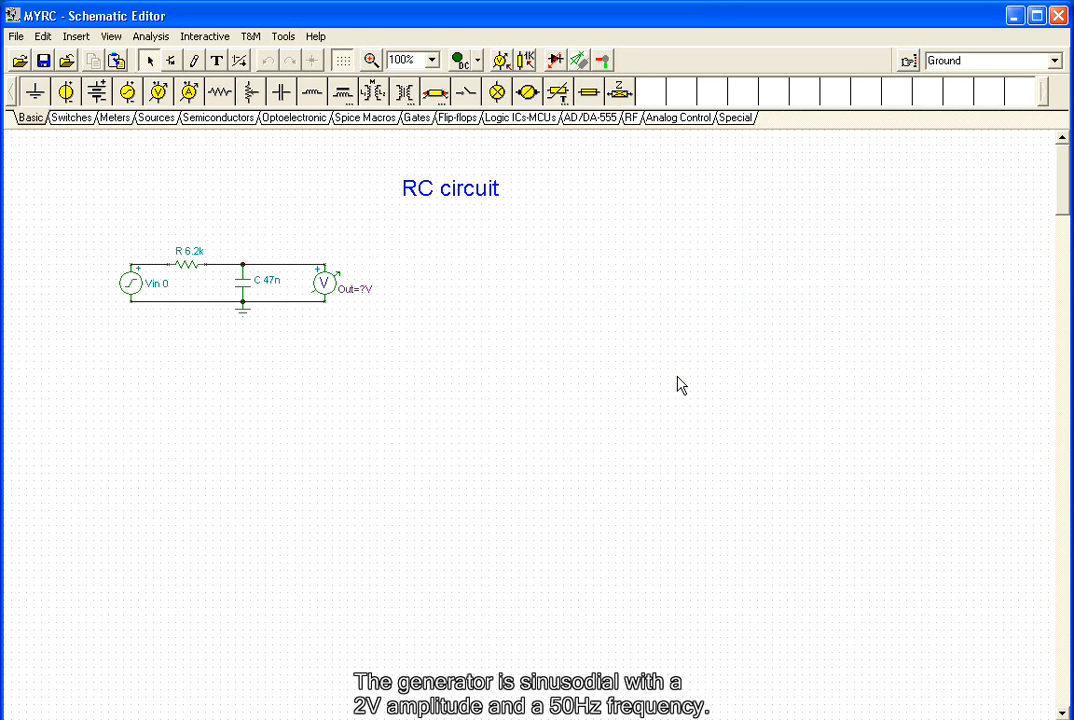 MYRC - Schematic Editor
File Edit Insert View Analysis Interactive T&M Tools Help
T 100% DC 1K Ground
V A M
Basic Switches Meters Sources Semiconductors Optoelectronic Spice Macros Gates Flip-flops Logic ICs-MCUs AD/DA-555 RF Analog Control Special
RC circuit
R 6.2k
+ Vin 0 C 47n + V Out=?V
The generator is sinusodial with a
2V amplitude and a 50Hz frequency.